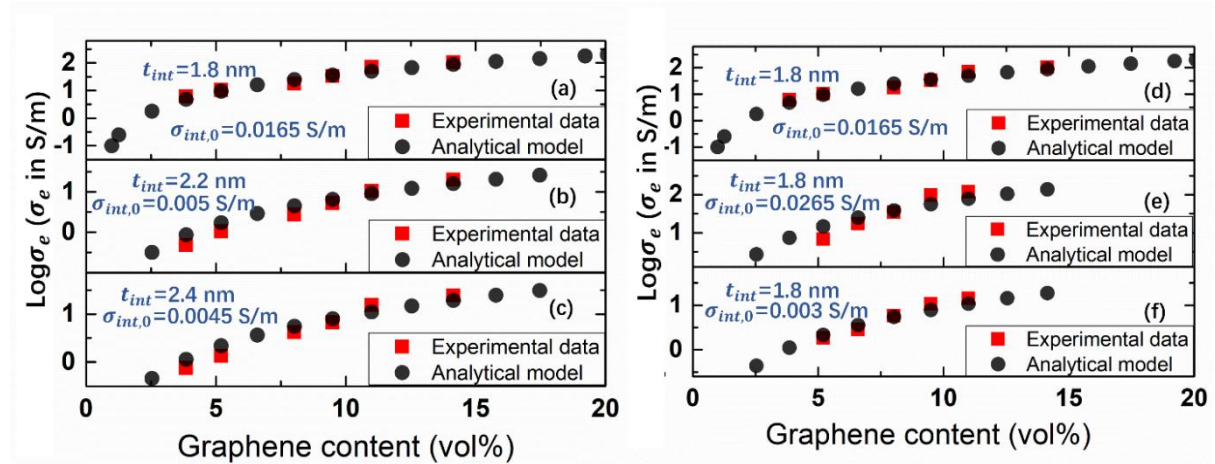 Logσₑ (σₑ in S/m)
2
1
0
-1
t_int=1.8 nm
σ_int,0=0.0165 S/m
(a)
Experimental data
Analytical model
1
0
t_int=2.2 nm
σ_int,0=0.005 S/m
(b)
Experimental data
Analytical model
1
0
t_int=2.4 nm
σ_int,0=0.0045 S/m
(c)
Experimental data
Analytical model
0 5 10 15 20
Graphene content (vol%)
Logσₑ (σₑ in S/m)
2
1
0
-1
t_int=1.8 nm
σ_int,0=0.0165 S/m
(d)
Experimental data
Analytical model
2
1
t_int=1.8 nm
σ_int,0=0.0265 S/m
(e)
Experimental data
Analytical model
1
0
t_int=1.8 nm
σ_int,0=0.003 S/m
(f)
Experimental data
Analytical model
0 5 10 15 20
Graphene content (vol%)